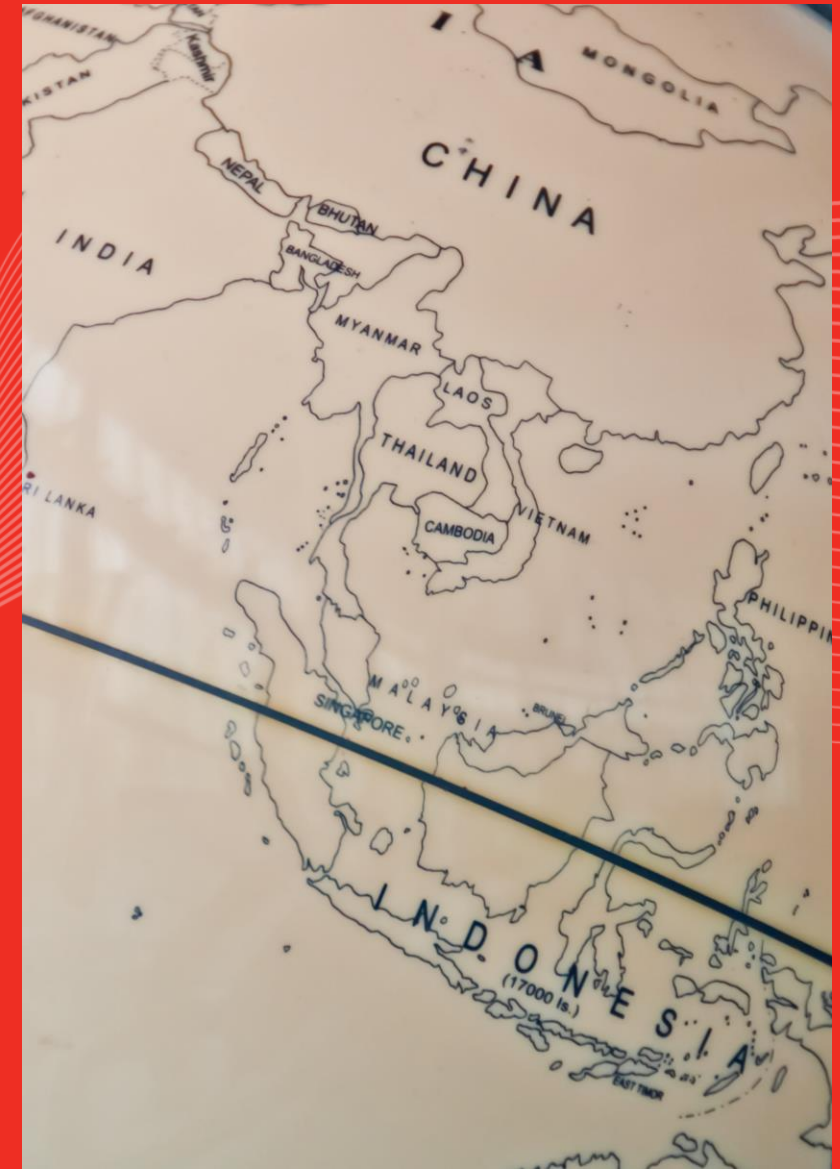 I A
AFGHANISTAN
MONGOLIA
Kashmir
KISTAN
CHINA
NEPAL
BHUTAN
INDIA
BANGLADESH
MYANMAR
LAOS
THAILAND
RI LANKA
VIETNAM
CAMBODIA
PHILIPPIN
MALAYSIA
SINGAPORE
BRUNEI
INDONESIA
(17000 Is.)
EAST TIMOR